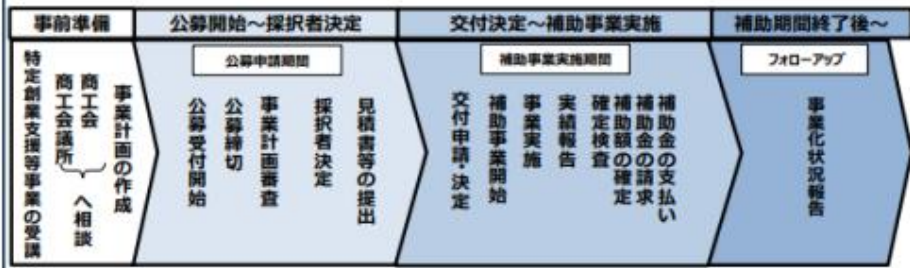 事前準備
公募開始～採択者決定
交付決定～補助事業実施
補助期間終了後～
特定創業支援等事業の受講
商工会議所
商工会
へ相談
事業計画の作成
公募申請期間
公募受付開始
公募締切
事業計画審査
採択者決定
見積書等の提出
補助事業実施期間
交付申請・決定
補助事業開始
事業実施
実績報告
確定検査
補助額の確定
補助金の請求
補助金の支払い
フォローアップ
事業化状況報告